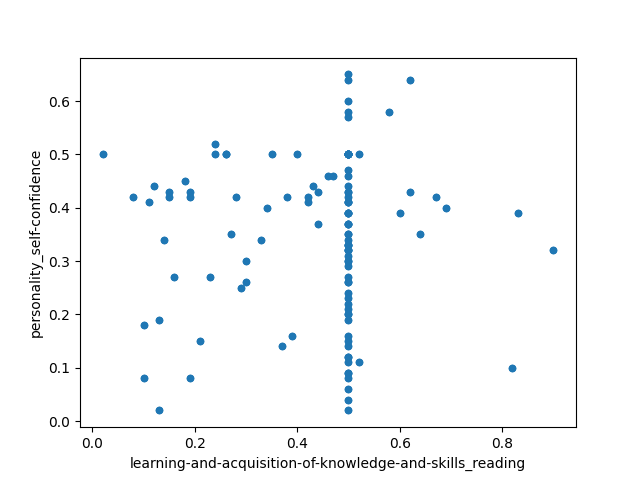 0.6
0.5
0.4
0.3
0.2
0.1
0.0
personality_self-confidence
0.0 0.2 0.4 0.6 0.8
learning-and-acquisition-of-knowledge-and-skills_reading